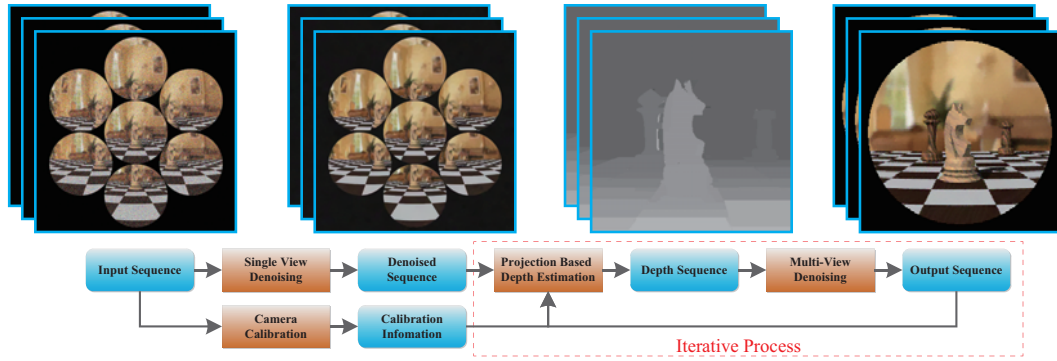 Input Sequence
Single View
Denoising
Denoised
Sequence
Projection Based
Depth Estimation
Depth Sequence
Multi-View
Denoising
Output Sequence
Camera
Calibration
Calibration
Infomation
Iterative Process